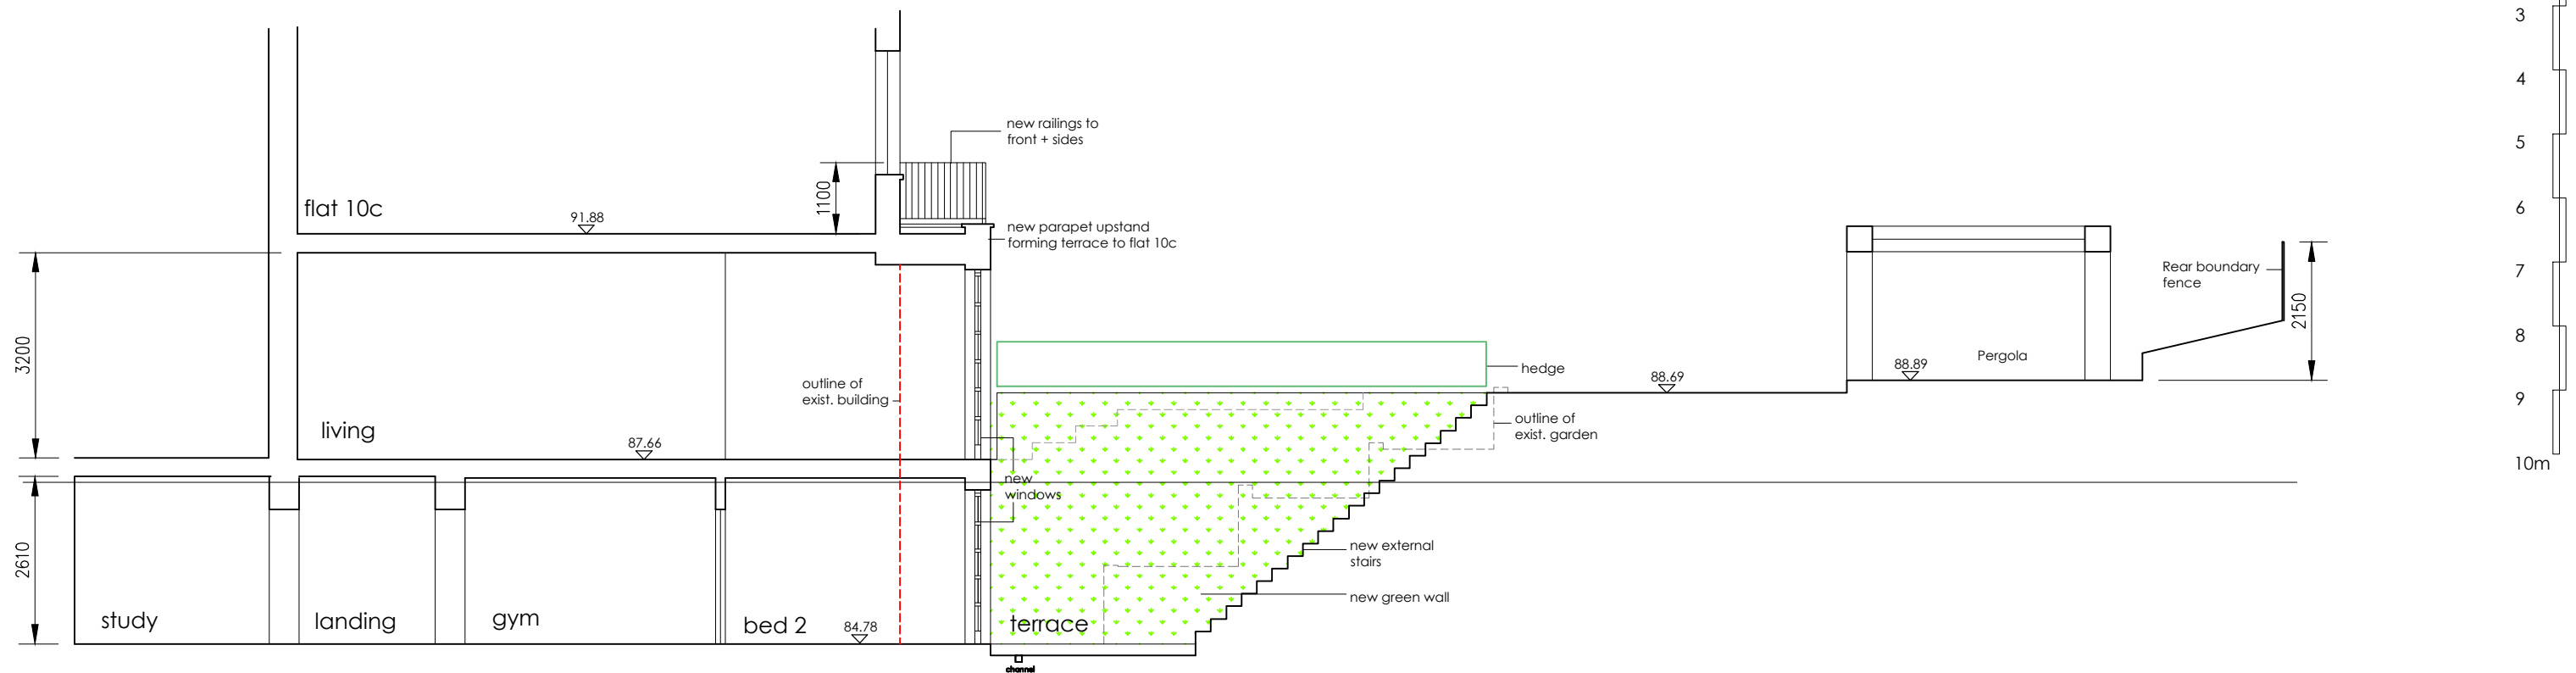 3
4
5
6
7
8
9
10m
new railings to
front + sides
1100
flat 10c
91.88
new parapet upstand
forming terrace to flat 10c
Rear boundary
fence
2150
3200
Pergola
88.89
88.69
hedge
outline of
exist. building
outline of
exist. garden
living
87.66
new
windows
new external
stairs
new green wall
2610
study
landing
gym
bed 2
84.78
terrace
channel